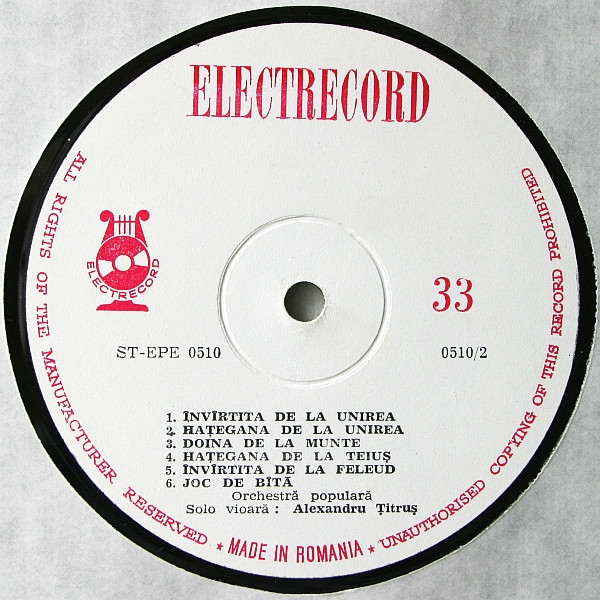 ELECTRECORD
ELECTRECORD
33
ST-EPE 0510
0510/2
1. ÎNVÎRTITA DE LA UNIREA
2. HAȚEGANA DE LA UNIREA
3. DOINA DE LA MUNTE
4. HAȚEGANA DE LA TEIUȘ
5. ÎNVÎRTITA DE LA FELEUD
6. JOC DE BÎTĂ
Orchestră populară
Solo vioară : Alexandru Țitruș
ALL RIGHTS OF THE MANUFACTURER RESERVED ★ MADE IN ROMANIA ★ UNAUTHORISED COPYING OF THIS RECORD PROHIBITED